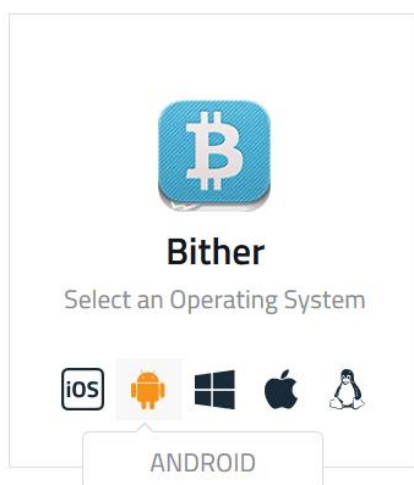 Bither
Select an Operating System
iOS
ANDROID